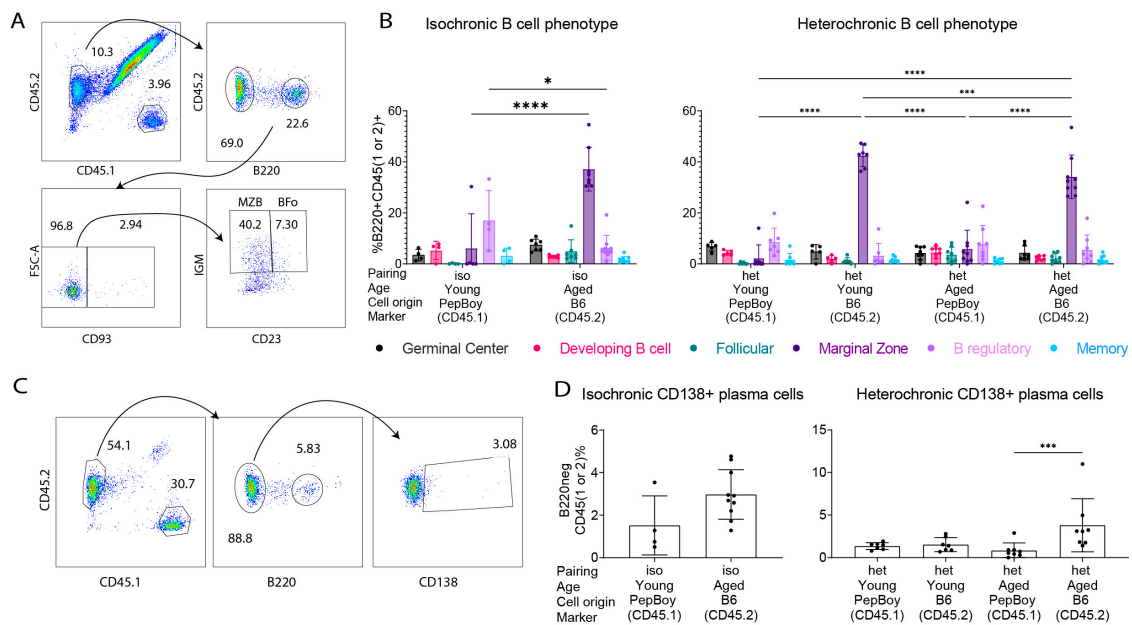 A
CD45.2
10.3
3.96
CD45.1
CD45.2
69.0
22.6
B220
FSC-A
96.8
2.94
CD93
IGM
MZB BFo
40.2 7.30
CD23
B
Isochronic B cell phenotype
Heterochronic B cell phenotype
%B220+CD45(1 or 2)+
60
40
20
0
*
****
60
40
20
0
****
***
**** **** ****
Pairing iso iso het het het het
Age Young Aged Young Young Aged Aged
Cell origin PepBoy B6 PepBoy B6 PepBoy B6
Marker (CD45.1) (CD45.2) (CD45.1) (CD45.2) (CD45.1) (CD45.2)
Germinal Center Developing B cell Follicular Marginal Zone B regulatory Memory
C
CD45.2
54.1
30.7
CD45.1
5.83
88.8
B220
3.08
CD138
D
Isochronic CD138+ plasma cells
Heterochronic CD138+ plasma cells
B220neg
CD45(1 or 2)%
6
4
2
0
15
10
5
0
***
Pairing iso iso het het het het
Age Young Aged Young Young Aged Aged
Cell origin PepBoy B6 PepBoy B6 PepBoy B6
Marker (CD45.1) (CD45.2) (CD45.1) (CD45.2) (CD45.1) (CD45.2)